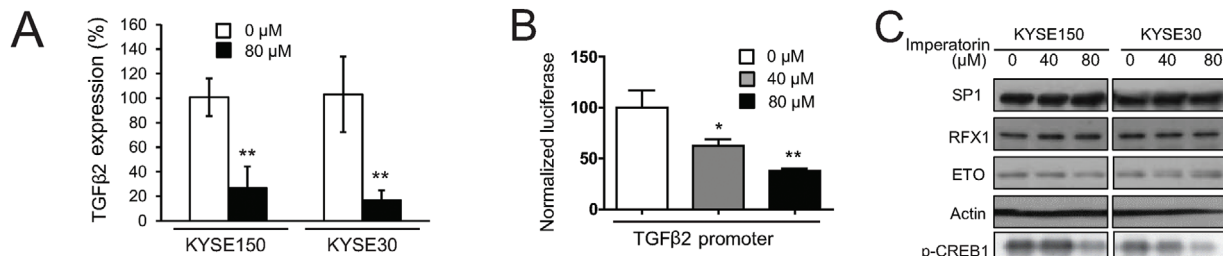 A
TGFβ2 expression (%)
160
140
120
100
80
60
40
20
0
0 μM
80 μM
**
**
KYSE150
KYSE30
B
Normalized luciferase
150
100
50
0
0 μM
40 μM
80 μM
*
**
TGFβ2 promoter
C
KYSE150 KYSE30
Imperatorin (μM)
0 40 80 0 40 80
SP1
RFX1
ETO
Actin
p-CREB1